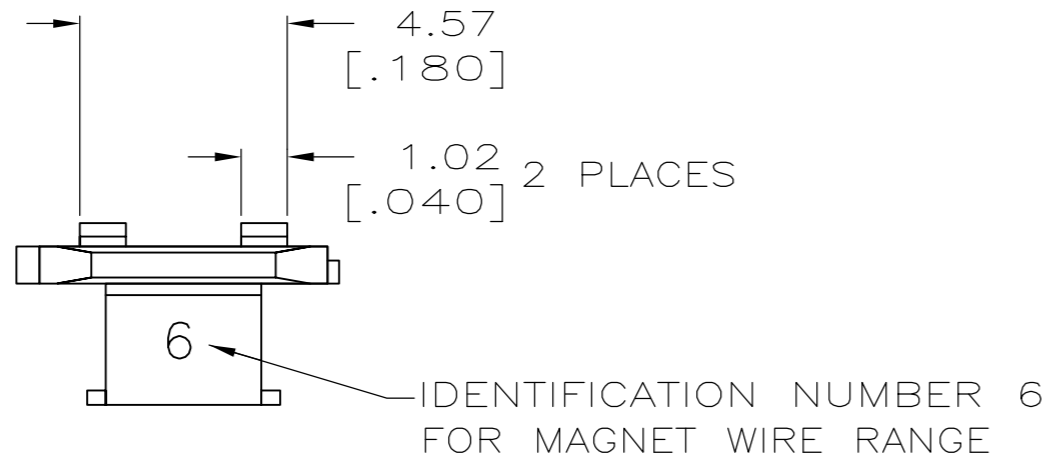 4.57
[.180]
1.02
[.040]
2 PLACES
6
IDENTIFICATION NUMBER 6
FOR MAGNET WIRE RANGE